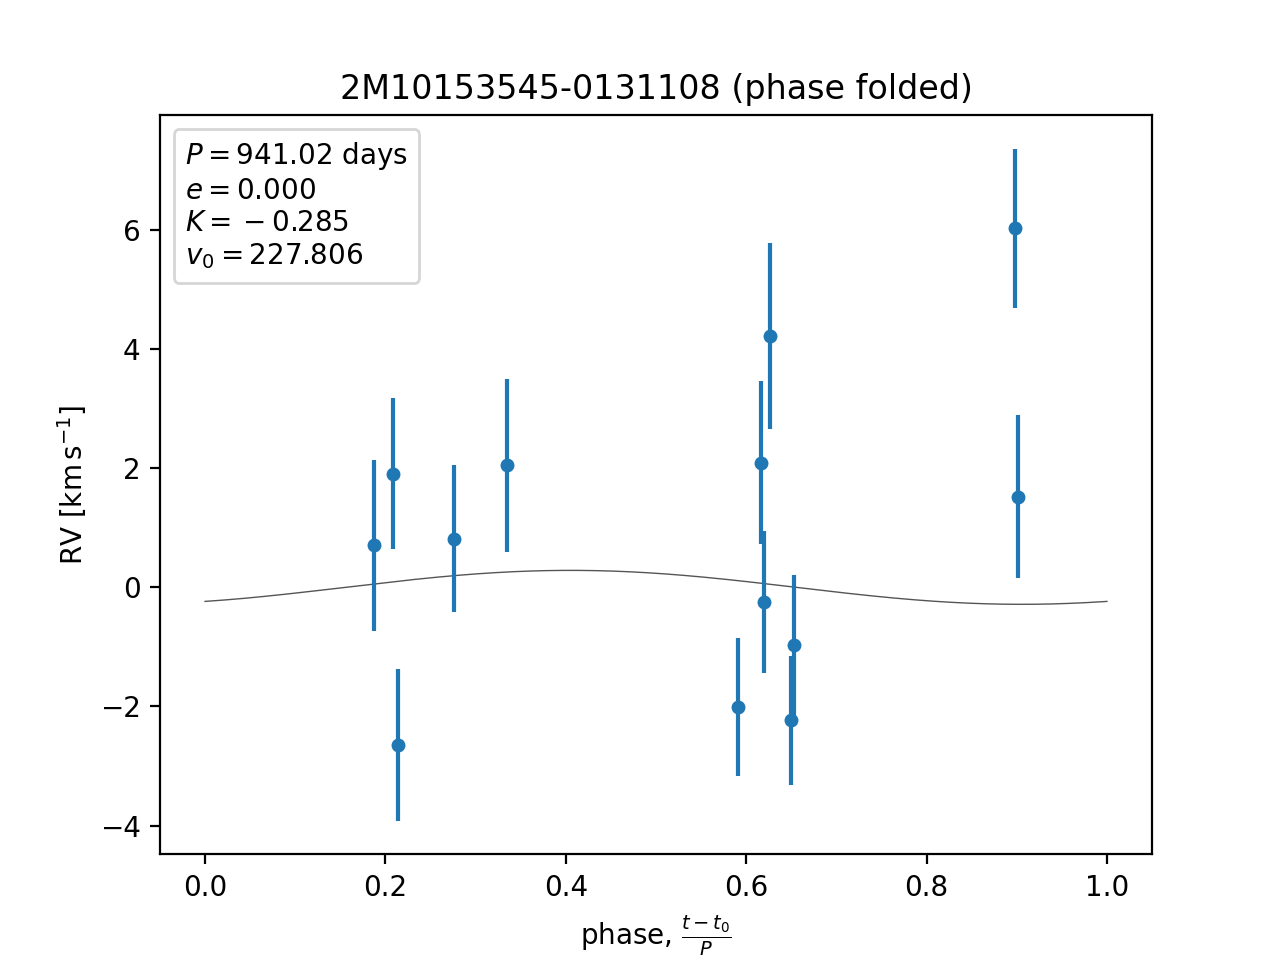 2M10153545-0131108 (phase folded)
P = 941.02 days
e = 0.000
K = −0.285
v₀ = 227.806
6
4
2
0
−2
−4
RV [km s⁻¹]
0.0 0.2 0.4 0.6 0.8 1.0
phase, (t − t₀)/P